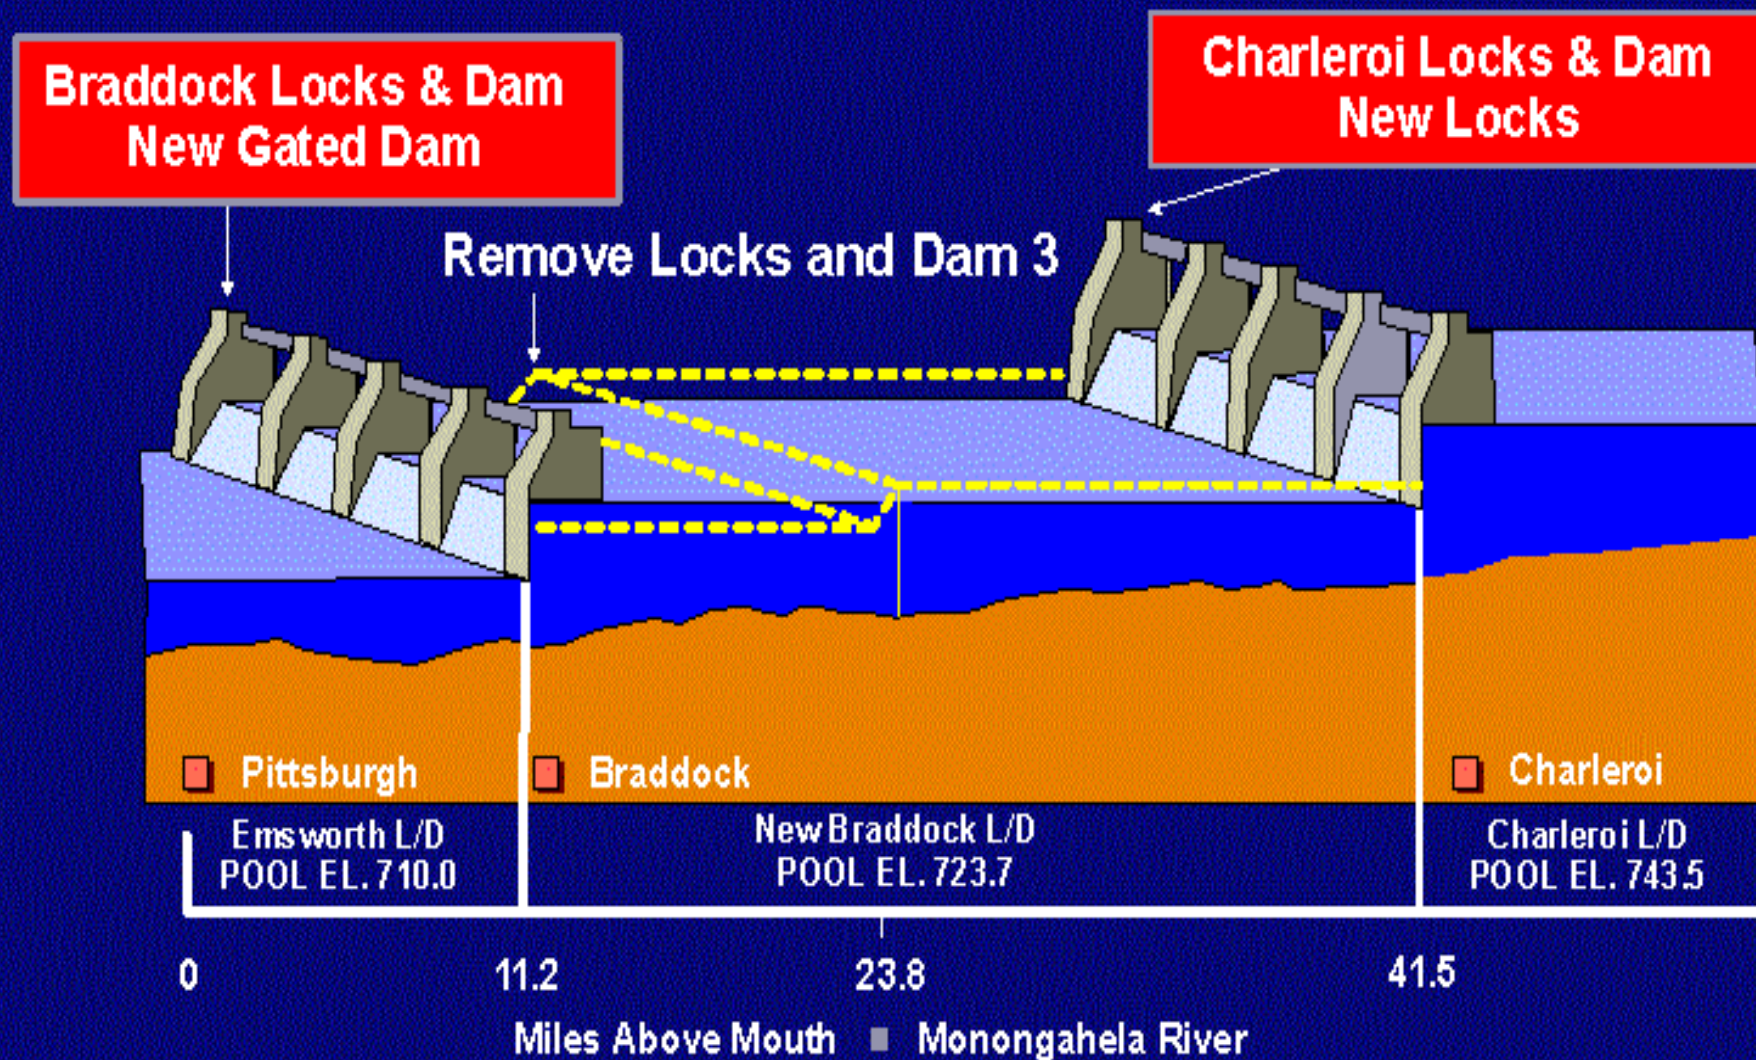 Braddock Locks & Dam
New Gated Dam
Charleroi Locks & Dam
New Locks
Remove Locks and Dam 3
Pittsburgh
Braddock
Charleroi
Emsworth L/D
POOL EL. 710.0
New Braddock L/D
POOL EL. 723.7
Charleroi L/D
POOL EL. 743.5
0
11.2
23.8
41.5
Miles Above Mouth
Monongahela River